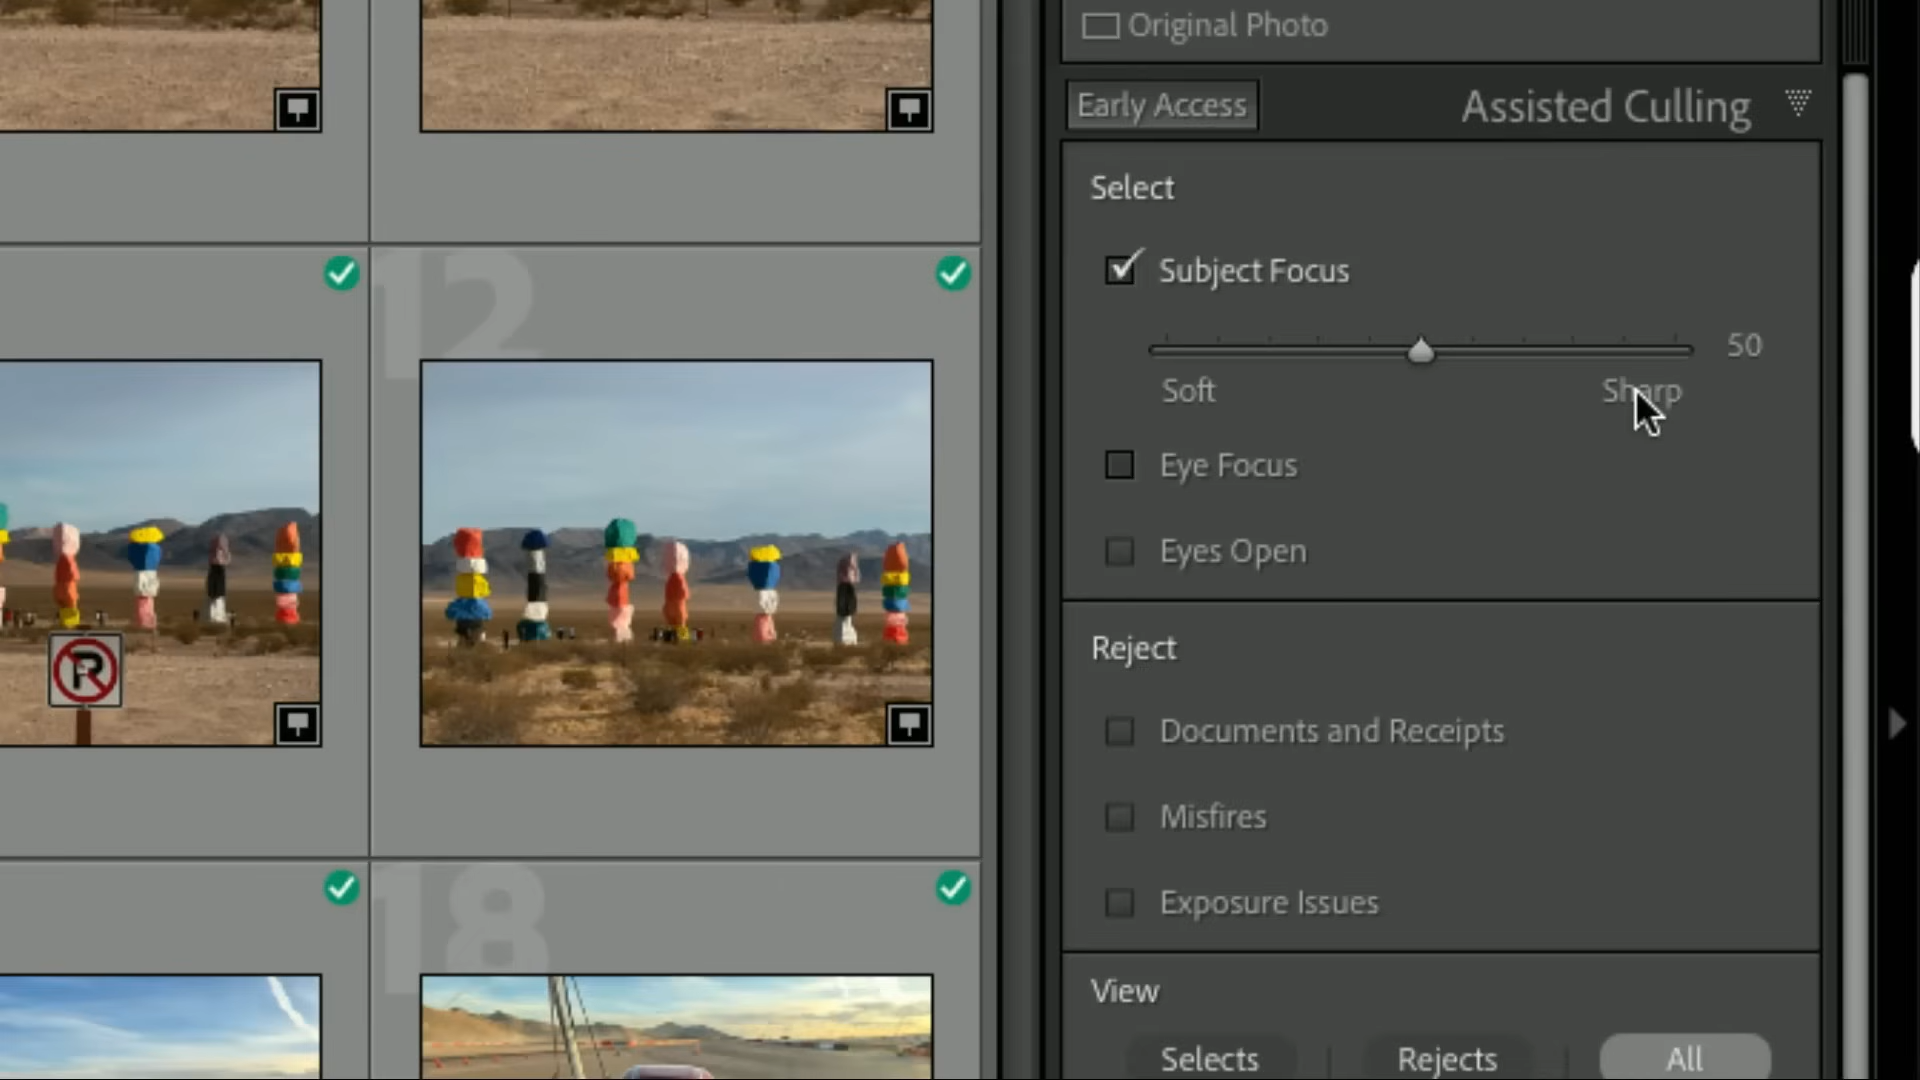 Original Photo
Early Access
Assisted Culling
Select
Subject Focus
50
Soft
Sharp
Eye Focus
Eyes Open
Reject
Documents and Receipts
Misfires
Exposure Issues
View
Selects
Rejects
All
12
P
18